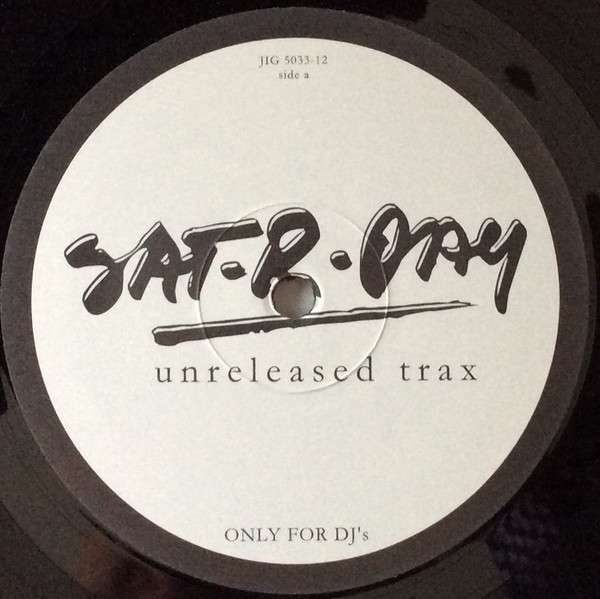 JIG 5033-12
side a
SAT-R-DAY
unreleased trax
ONLY FOR DJ's